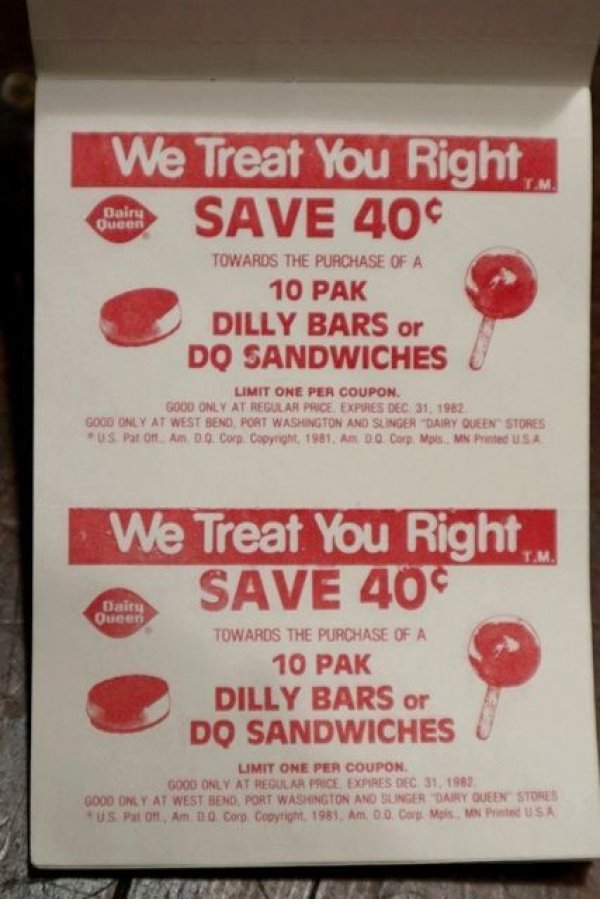 We Treat You Right T.M.
Dairy Queen
SAVE 40¢
TOWARDS THE PURCHASE OF A
10 PAK
DILLY BARS or
DQ SANDWICHES
LIMIT ONE PER COUPON.
GOOD ONLY AT REGULAR PRICE. EXPIRES DEC. 31, 1982.
GOOD ONLY AT WEST BEND, PORT WASHINGTON AND SLINGER "DAIRY QUEEN" STORES
* U.S. Pat Off., Am. D.Q. Corp. Copyright, 1981, Am. D.Q. Corp. Mpls., MN Printed U.S.A.
We Treat You Right T.M.
Dairy Queen
SAVE 40¢
TOWARDS THE PURCHASE OF A
10 PAK
DILLY BARS or
DQ SANDWICHES
LIMIT ONE PER COUPON.
GOOD ONLY AT REGULAR PRICE. EXPIRES DEC. 31, 1982.
GOOD ONLY AT WEST BEND, PORT WASHINGTON AND SLINGER "DAIRY QUEEN" STORES
* U.S. Pat Off., Am. D.Q. Corp. Copyright, 1981, Am. D.Q. Corp. Mpls., MN Printed U.S.A.